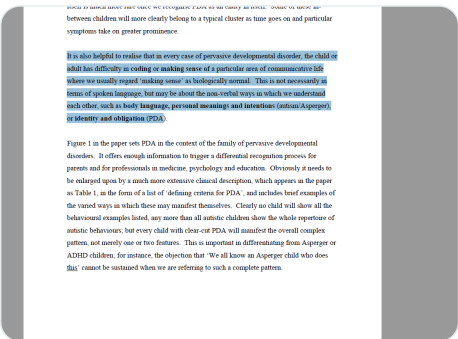 between children will more clearly belong to a typical cluster as time goes on and particular
symptoms take on greater prominence.
It is also helpful to realise that in every case of pervasive developmental disorder, the child or
adult has difficulty in coding or making sense of a particular area of communicative life
where we usually regard 'making sense' as biologically normal. This is not necessarily in
terms of spoken language, but may be about the non-verbal ways in which we understand
each other, such as body language, personal meanings and intentions (autism/Asperger),
or identity and obligation (PDA).
Figure 1 in the paper sets PDA in the context of the family of pervasive developmental
disorders. It offers enough information to trigger a differential recognition process for
parents and for professionals in medicine, psychology and education. Obviously it needs to
be enlarged upon by a much more extensive clinical description, which appears in the paper
as Table 1, in the form of a list of 'defining criteria for PDA', and includes brief examples of
the varied ways in which these may manifest themselves. Clearly no child will show all the
behavioural examples listed, any more than all autistic children show the whole repertoire of
autistic behaviours; but every child with clear-cut PDA will manifest the overall complex
pattern, not merely one or two features. This is important in differentiating from Asperger or
ADHD children; for instance, the objection that 'We all know an Asperger child who does
this' cannot be sustained when we are referring to such a complete pattern.